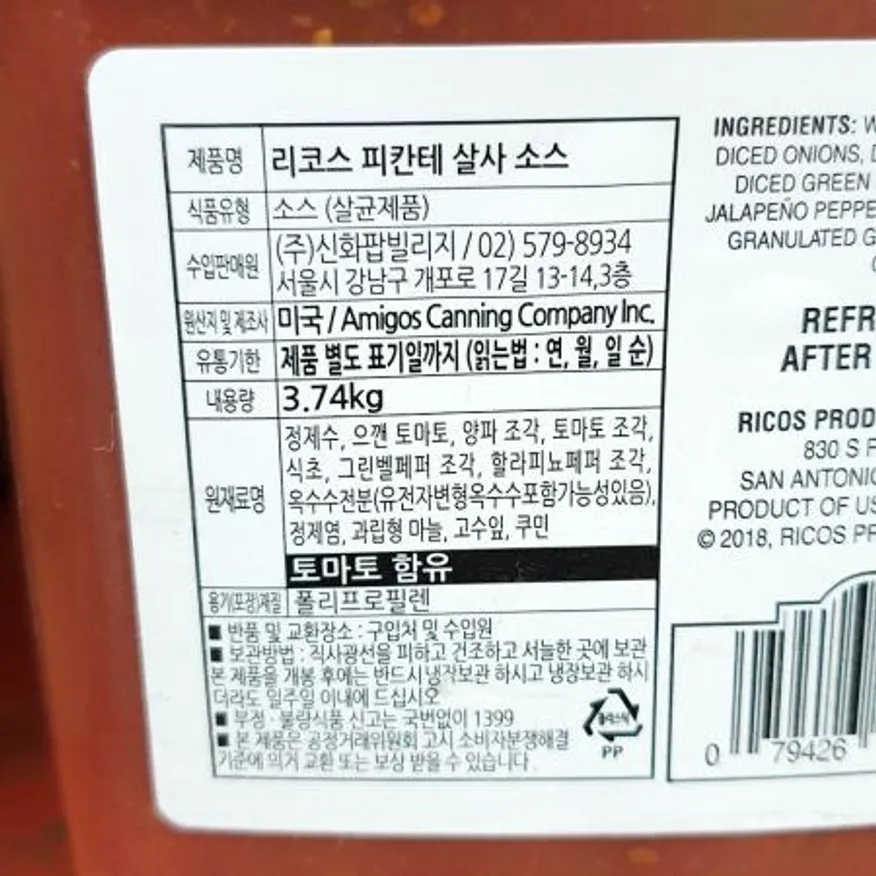 제품명 리코스 피칸테 살사 소스
식품유형 소스 (살균제품)
수입판매원 (주)신화팝빌리지 / 02) 579-8934
서울시 강남구 개포로 17길 13-14,3층
원산지 및 제조사 미국 / Amigos Canning Company Inc.
유통기한 제품 별도 표기일까지 (읽는법 : 연, 월, 일 순)
내용량 3.74kg
원재료명 정제수, 으깬 토마토, 양파 조각, 토마토 조각,
식초, 그린벨페퍼 조각, 할라피뇨페퍼 조각,
옥수수전분(유전자변형옥수수포함가능성있음),
정제염, 과립형 마늘, 고수잎, 쿠민
토마토 함유
용기(포장)재질 폴리프로필렌
■ 반품 및 교환장소 : 구입처 및 수입원
■ 보관방법 : 직사광선을 피하고 건조하고 서늘한 곳에 보관
본 제품을 개봉 후에는 반드시 냉장보관 하시고 냉장보관 하시
더라도 일주일 이내에 드십시오
■ 부정 · 불량식품 신고는 국번없이 1399
■ 본 제품은 공정거래위원회 고시 소비자분쟁해결
기준에 의거 교환 또는 보상 받을 수 있습니다.
플라스틱
PP
INGREDIENTS: W
DICED ONIONS, D
DICED GREEN
JALAPEÑO PEPPE
GRANULATED G
REFR
AFTER
RICOS PROD
830 S F
SAN ANTONIO
PRODUCT OF US
© 2018, RICOS PR
0 79426